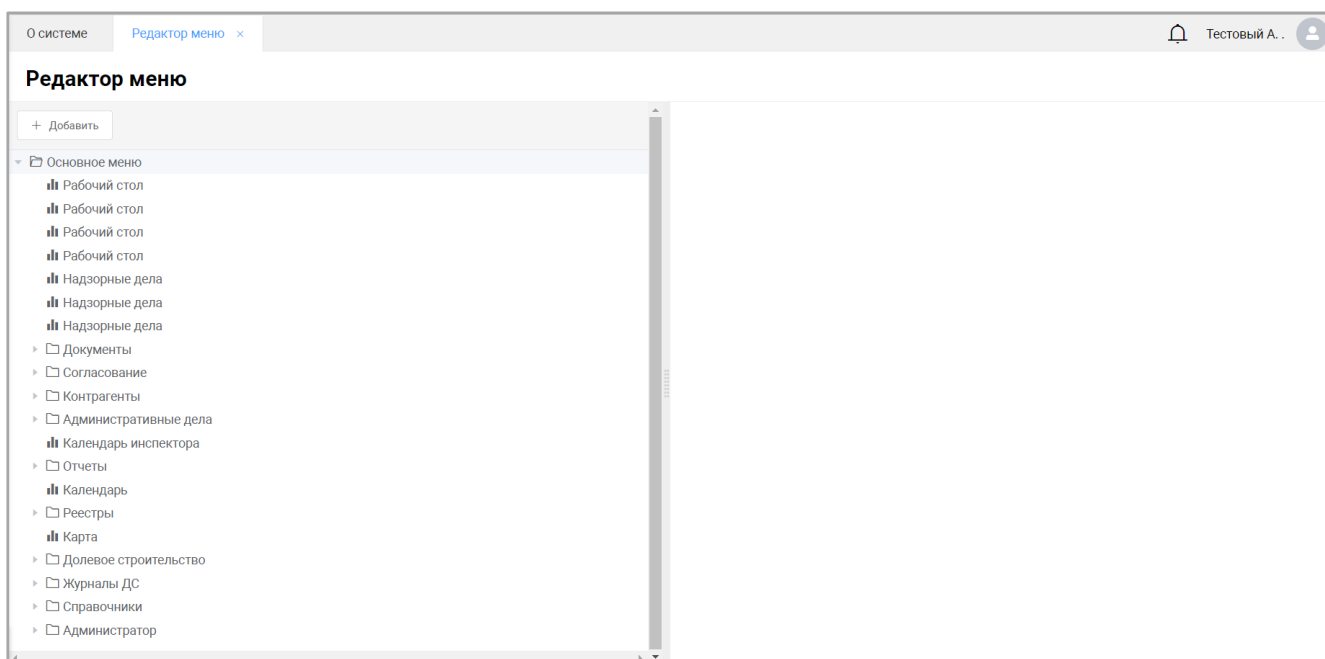 О системе
Редактор меню ×
Тестовый А. .
Редактор меню
+ Добавить
Основное меню
Рабочий стол
Рабочий стол
Рабочий стол
Рабочий стол
Надзорные дела
Надзорные дела
Надзорные дела
Документы
Согласование
Контрагенты
Административные дела
Календарь инспектора
Отчеты
Календарь
Реестры
Карта
Долевое строительство
Журналы ДС
Справочники
Администратор